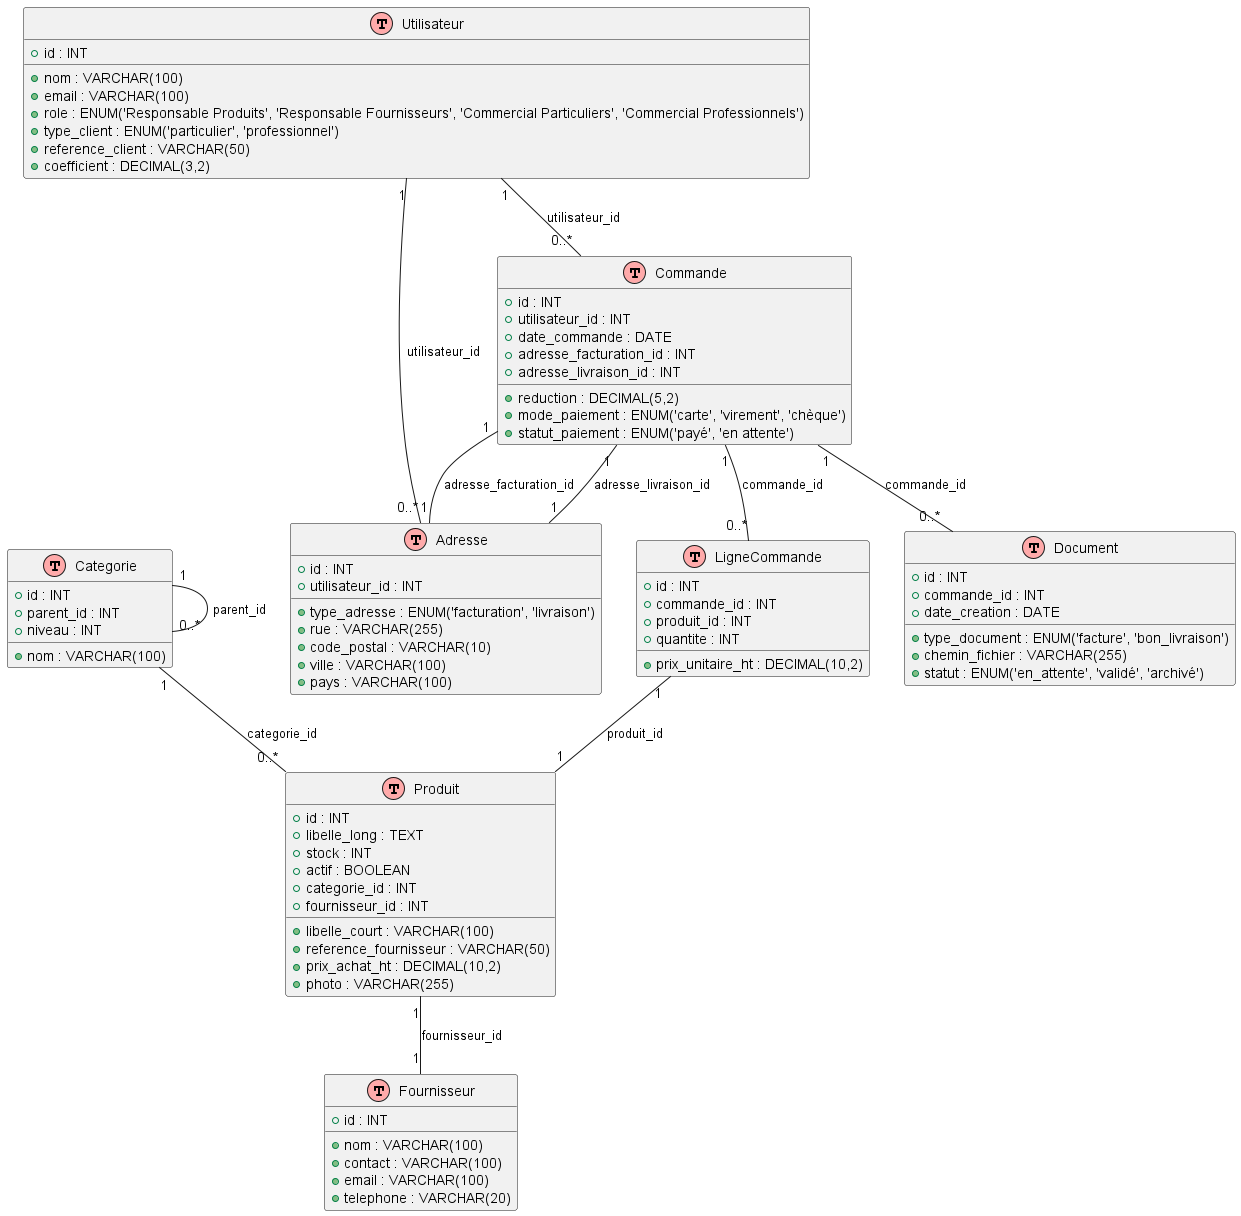 T Utilisateur
id : INT
nom : VARCHAR(100)
email : VARCHAR(100)
role : ENUM('Responsable Produits', 'Responsable Fournisseurs', 'Commercial Particuliers', 'Commercial Professionnels')
type_client : ENUM('particulier', 'professionnel')
reference_client : VARCHAR(50)
coefficient : DECIMAL(3,2)
1
1
utilisateur_id
0..*
T Commande
id : INT
utilisateur_id : INT
date_commande : DATE
adresse_facturation_id : INT
adresse_livraison_id : INT
reduction : DECIMAL(5,2)
mode_paiement : ENUM('carte', 'virement', 'chèque')
statut_paiement : ENUM('payé', 'en attente')
utilisateur_id
1
1
1
1
adresse_facturation_id
adresse_livraison_id
commande_id
commande_id
0..*
1
1
0..*
0..*
T Categorie
id : INT
parent_id : INT
niveau : INT
nom : VARCHAR(100)
1
parent_id
0..*
T Adresse
id : INT
utilisateur_id : INT
type_adresse : ENUM('facturation', 'livraison')
rue : VARCHAR(255)
code_postal : VARCHAR(10)
ville : VARCHAR(100)
pays : VARCHAR(100)
T LigneCommande
id : INT
commande_id : INT
produit_id : INT
quantite : INT
prix_unitaire_ht : DECIMAL(10,2)
T Document
id : INT
commande_id : INT
date_creation : DATE
type_document : ENUM('facture', 'bon_livraison')
chemin_fichier : VARCHAR(255)
statut : ENUM('en_attente', 'validé', 'archivé')
1
categorie_id
0..*
1
produit_id
1
T Produit
id : INT
libelle_long : TEXT
stock : INT
actif : BOOLEAN
categorie_id : INT
fournisseur_id : INT
libelle_court : VARCHAR(100)
reference_fournisseur : VARCHAR(50)
prix_achat_ht : DECIMAL(10,2)
photo : VARCHAR(255)
1
fournisseur_id
1
T Fournisseur
id : INT
nom : VARCHAR(100)
contact : VARCHAR(100)
email : VARCHAR(100)
telephone : VARCHAR(20)